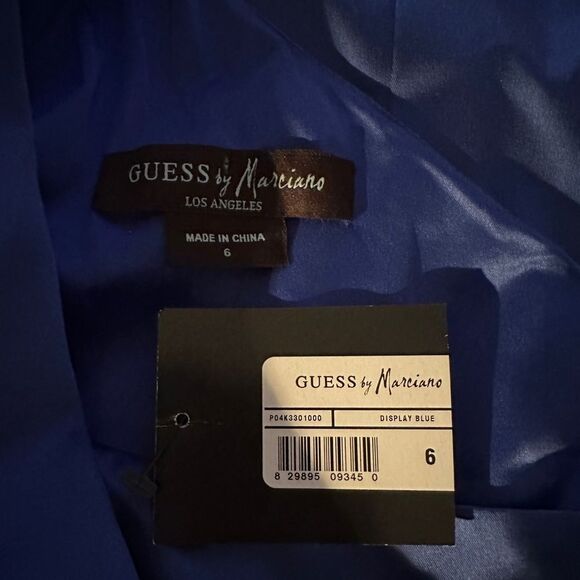 GUESS by Marciano
LOS ANGELES
MADE IN CHINA
6
GUESS by Marciano
P04K3301000
DISPLAY BLUE
6
8 29895 09345 0